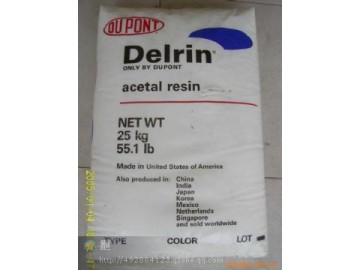 DUPONT
Delrin®
ONLY BY DUPONT
acetal resin
NET WT
25 kg
55.1 lb
Made in United States of America
Also produced in: China
India
Japan
Korea
Mexico
Netherlands
Singapore
and sold worldwide
TYPE COLOR LOT